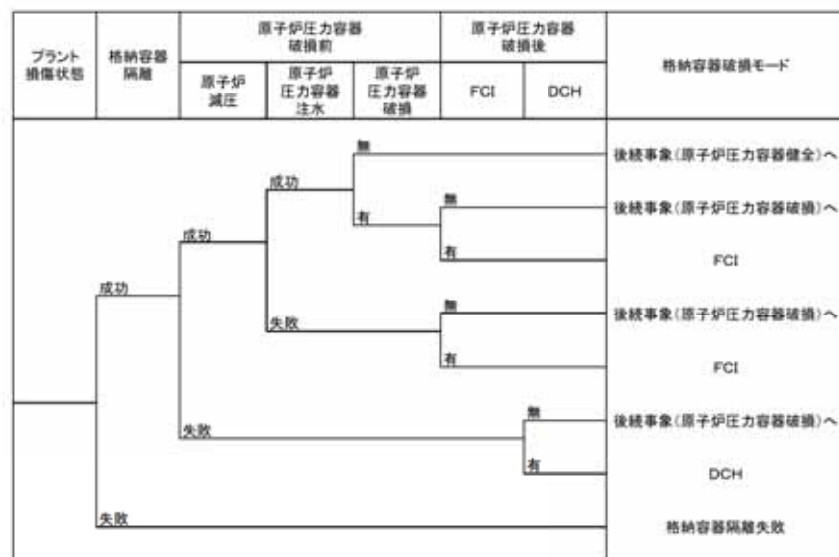 プラント
損傷状態
格納容器
隔離
原子炉圧力容器
破損前
原子炉圧力容器
破損後
格納容器破損モード
原子炉
減圧
原子炉
圧力容器
注水
原子炉
圧力容器
破損
FCI
DCH
無
後続事象(原子炉圧力容器健全)へ
成功
無
後続事象(原子炉圧力容器破損)へ
有
成功
有
FCI
成功
無
後続事象(原子炉圧力容器破損)へ
失敗
有
FCI
無
後続事象(原子炉圧力容器破損)へ
失敗
有
DCH
失敗
格納容器隔離失敗